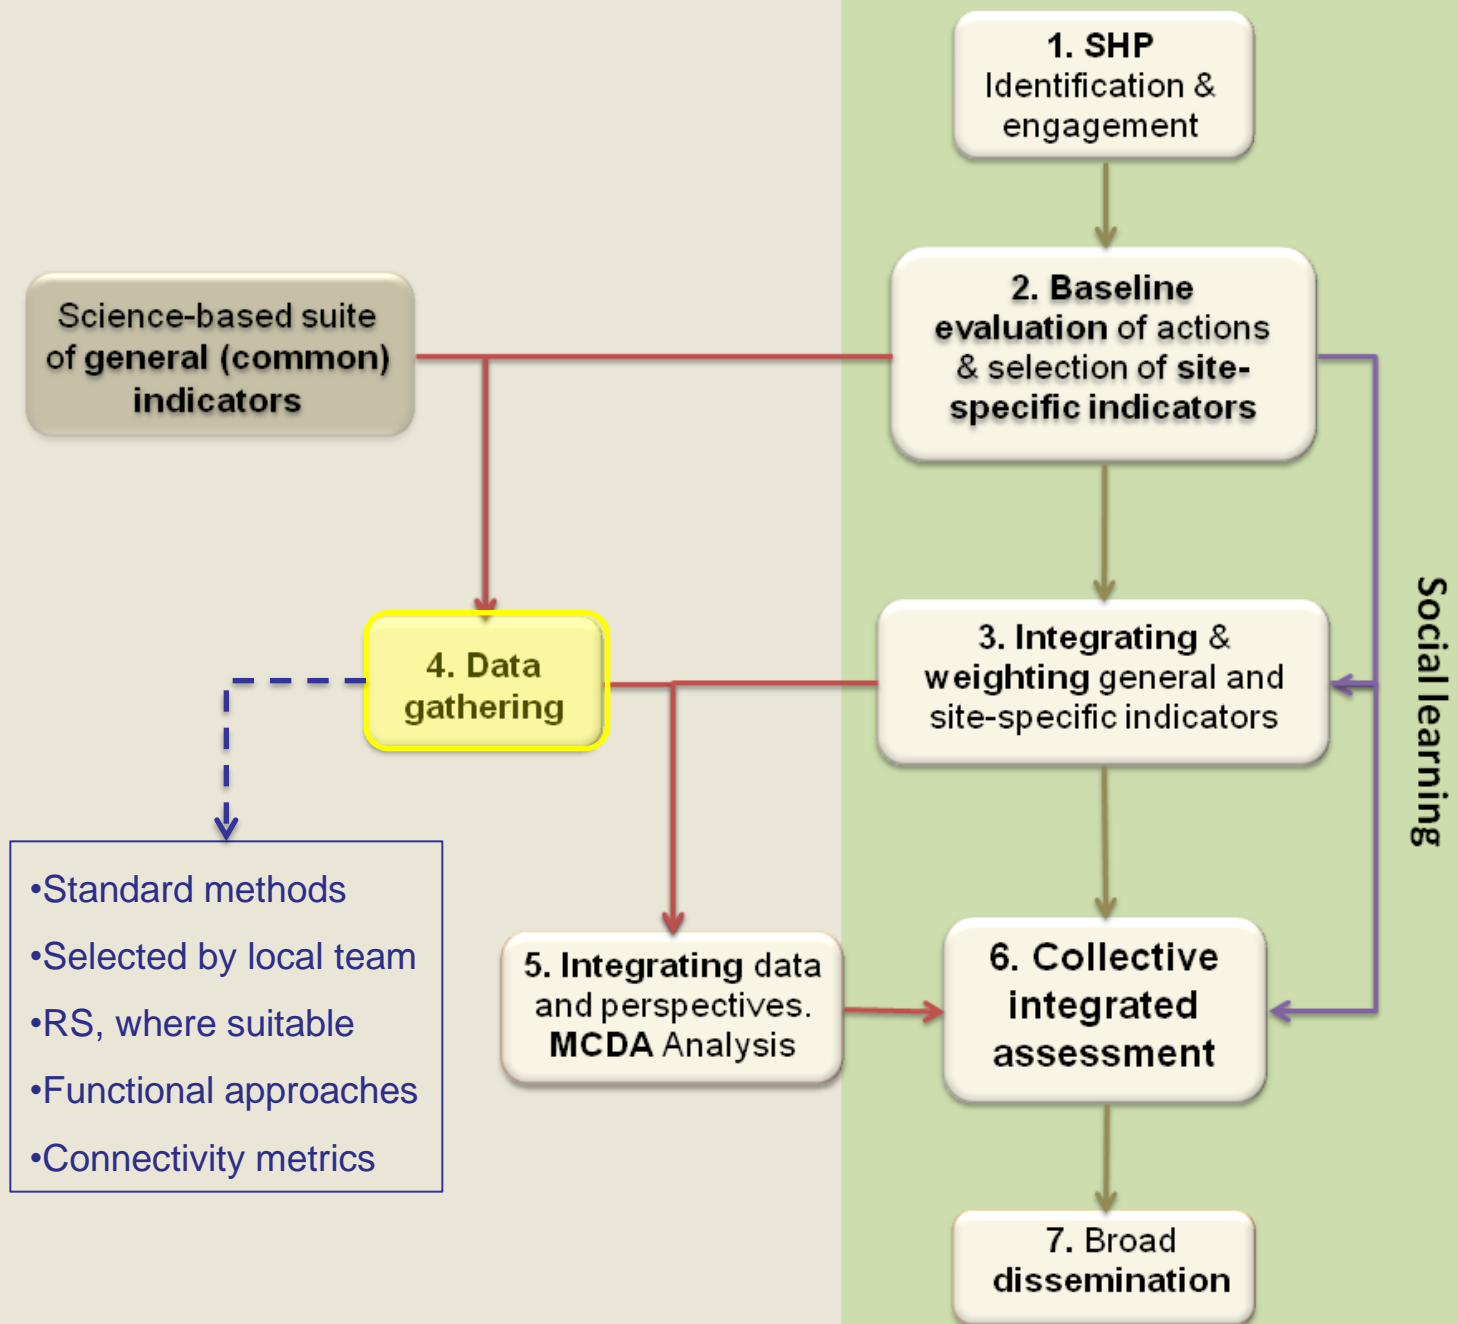 1. SHP
Identification &
engagement
2. Baseline
evaluation of actions
& selection of site-
specific indicators
Science-based suite
of general (common)
indicators
3. Integrating &
weighting general and
site-specific indicators
4. Data
gathering
Social learning
•Standard methods
•Selected by local team
•RS, where suitable
•Functional approaches
•Connectivity metrics
5. Integrating data
and perspectives.
MCDA Analysis
6. Collective
integrated
assessment
7. Broad
dissemination